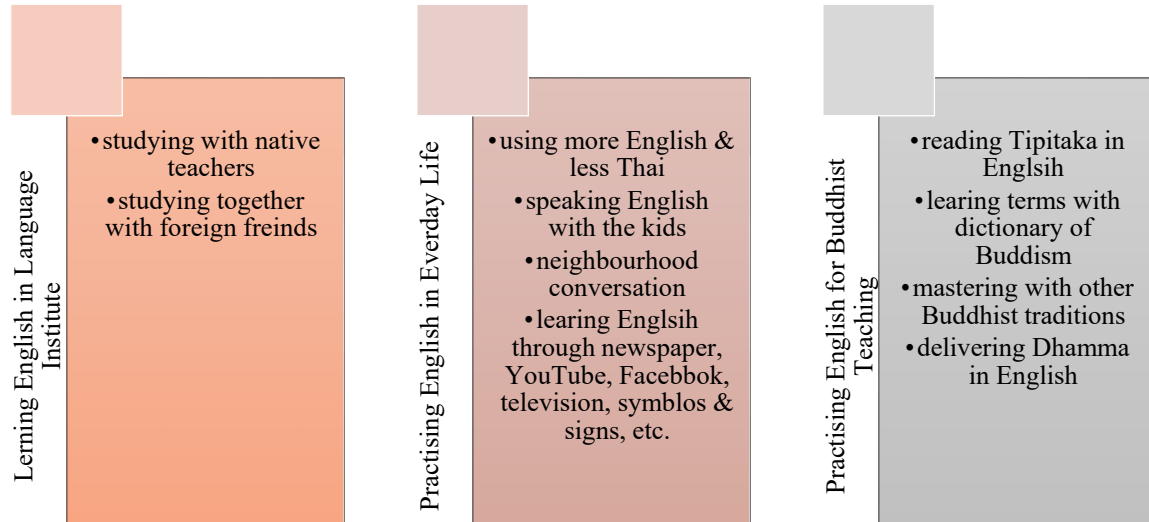 Lerning English in Language
Institute
•studying with native
teachers
•studying together
with foreign freinds
Practising English in Everday Life
•using more English &
less Thai
•speaking English
with the kids
•neighbourhood
conversation
•learing Englsih
through newspaper,
YouTube, Facebbok,
television, symblos &
signs, etc.
Practising English for Buddhist
Teaching
•reading Tipitaka in
Englsih
•learing terms with
dictionary of
Buddism
•mastering with other
Buddhist traditions
•delivering Dhamma
in English